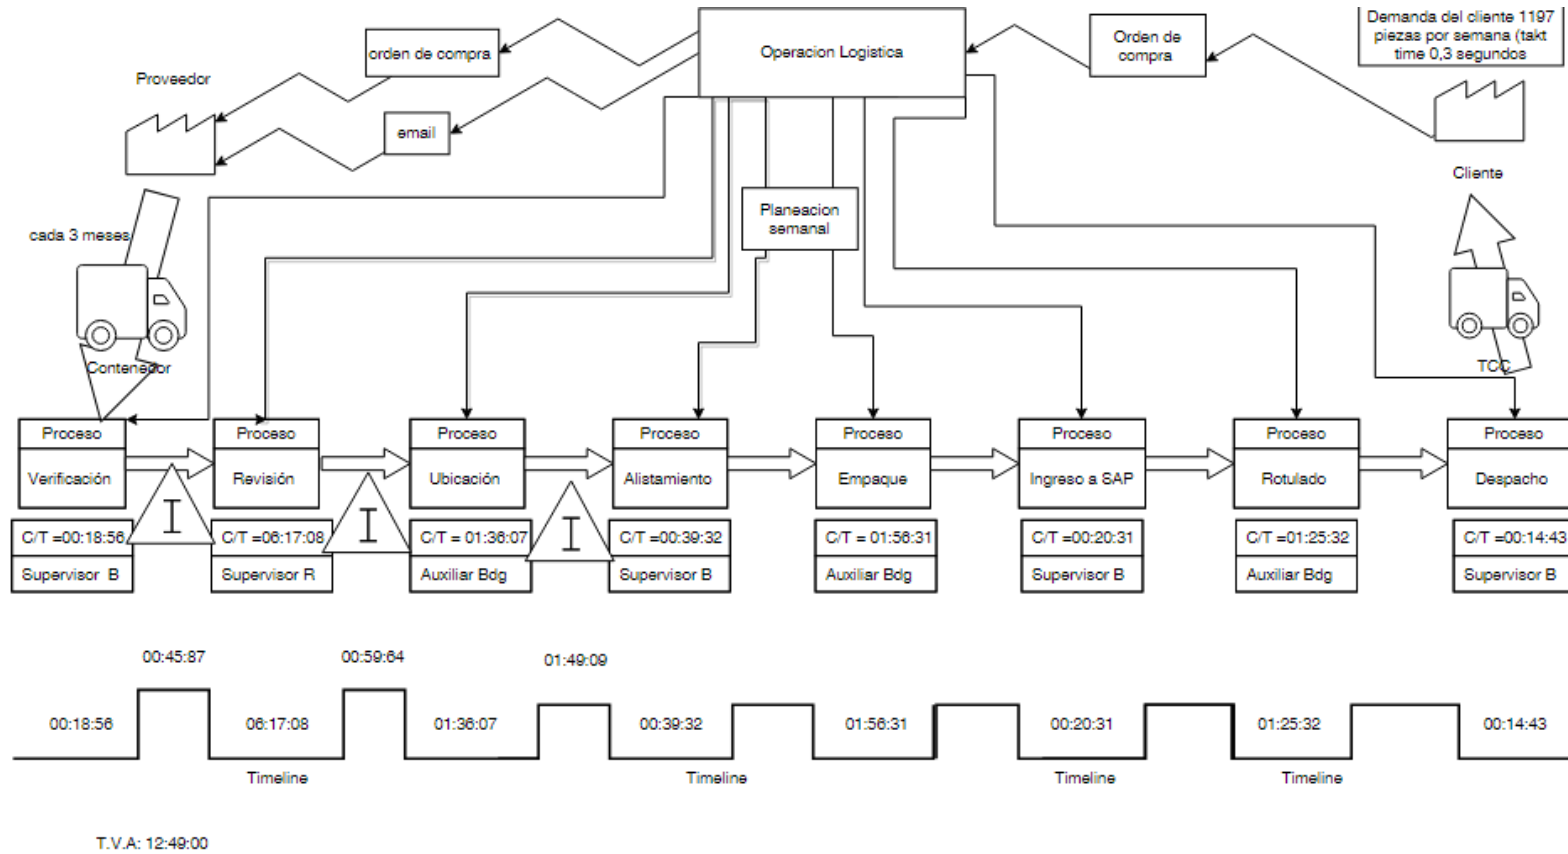 Demanda del cliente 1197
piezas por semana (takt
time 0,3 segundos
orden de compra
Operacion Logistica
Orden de
compra
Proveedor
email
Cliente
Planeacion
semanal
cada 3 meses
Contenedor
TCC
Proceso
Verificación
C/T =00:18:56
Supervisor B
Proceso
Revisión
C/T =06:17:08
Supervisor R
Proceso
Ubicación
C/T = 01:36:07
Auxiliar Bdg
Proceso
Alistamiento
C/T =00:39:32
Supervisor B
Proceso
Empaque
C/T = 01:56:31
Auxiliar Bdg
Proceso
Ingreso a SAP
C/T =00:20:31
Supervisor B
Proceso
Rotulado
C/T =01:25:32
Auxiliar Bdg
Proceso
Despacho
C/T =00:14:43
Supervisor B
I
I
I
00:45:87
00:59:64
01:49:09
00:18:56
06:17:08
01:36:07
00:39:32
01:56:31
00:20:31
01:25:32
00:14:43
Timeline
Timeline
Timeline
Timeline
T.V.A: 12:49:00